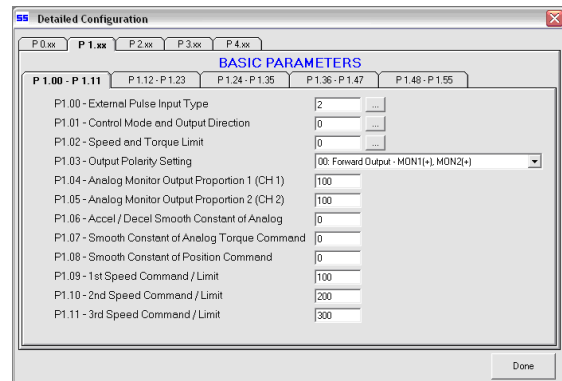 SS Detailed Configuration
P 0.xx P 1.xx P 2.xx P 3.xx P 4.xx
BASIC PARAMETERS
P 1.00 - P 1.11 P 1.12 - P 1.23 P 1.24 - P 1.35 P 1.36 - P 1.47 P 1.48 - P 1.55
P1.00 - External Pulse Input Type 2 ...
P1.01 - Control Mode and Output Direction 0 ...
P1.02 - Speed and Torque Limit 0 ...
P1.03 - Output Polarity Setting 00: Forward Output - MON1(+), MON2(+)
P1.04 - Analog Monitor Output Proportion 1 (CH 1) 100
P1.05 - Analog Monitor Output Proportion 2 (CH 2) 100
P1.06 - Accel / Decel Smooth Constant of Analog 0
P1.07 - Smooth Constant of Analog Torque Command 0
P1.08 - Smooth Constant of Position Command 0
P1.09 - 1st Speed Command / Limit 100
P1.10 - 2nd Speed Command / Limit 200
P1.11 - 3rd Speed Command / Limit 300
Done